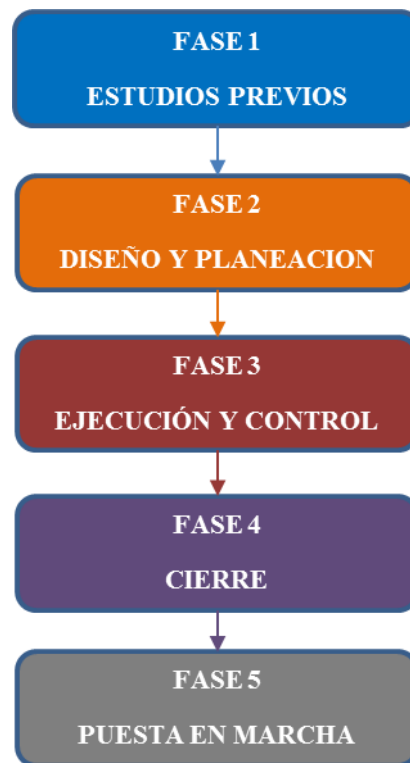 FASE 1
ESTUDIOS PREVIOS
FASE 2
DISEÑO Y PLANEACION
FASE 3
EJECUCIÓN Y CONTROL
FASE 4
CIERRE
FASE 5
PUESTA EN MARCHA